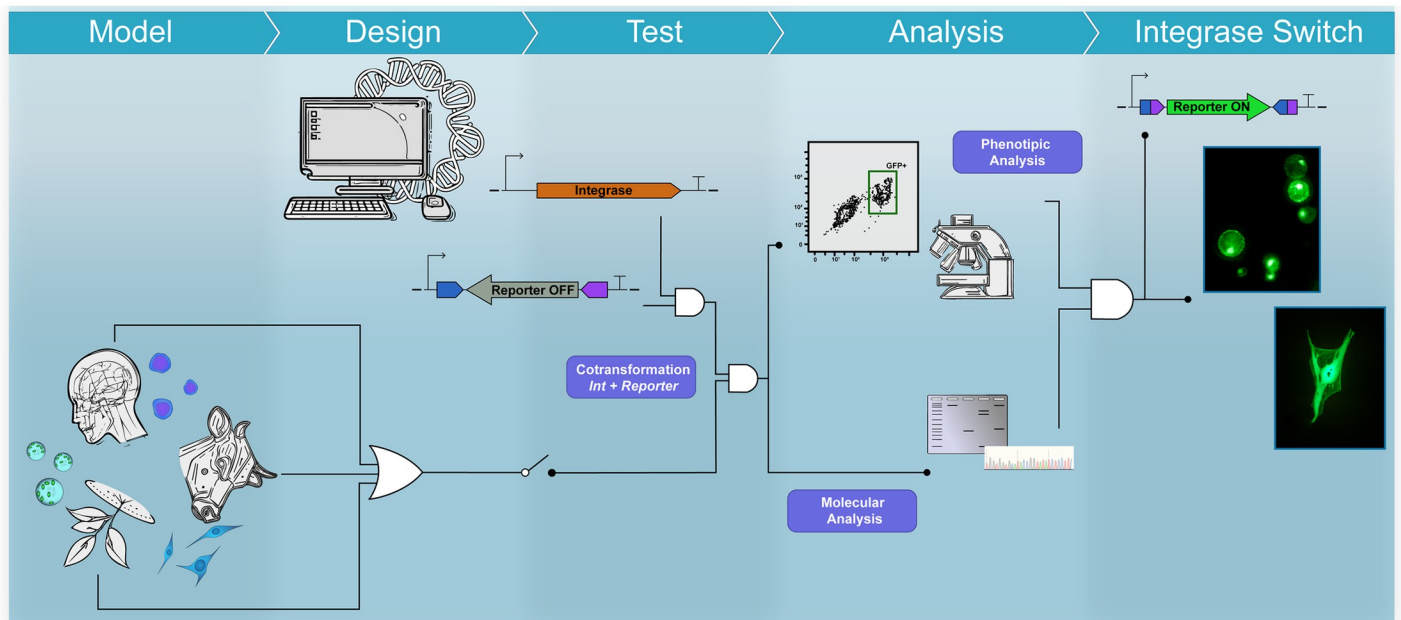 Model
Design
Test
Analysis
Integrase Switch
Reporter ON
Phenotipic
Analysis
GFP+
Integrase
Reporter OFF
Cotransformation
Int + Reporter
Molecular
Analysis